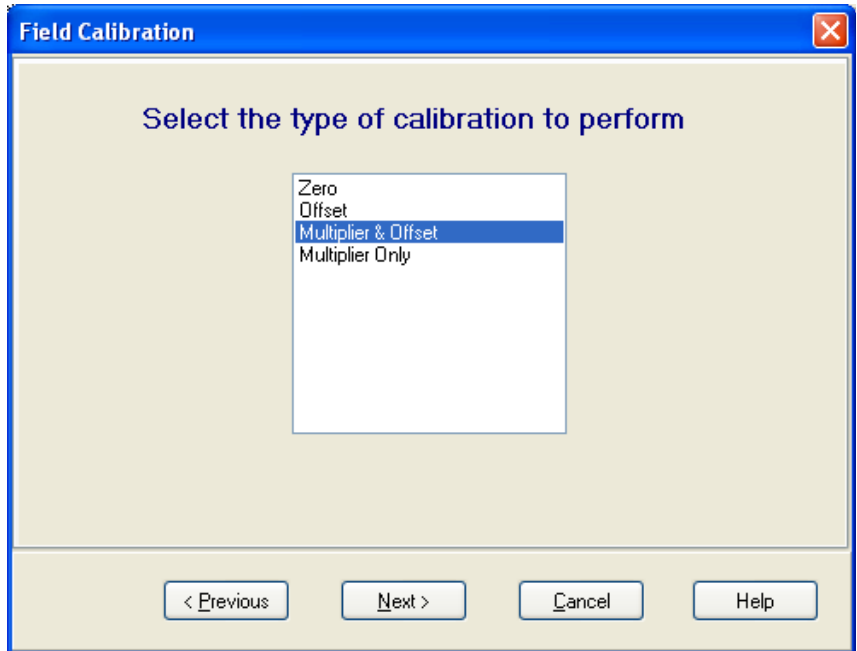 Field Calibration
Select the type of calibration to perform
Zero
Offset
Multiplier & Offset
Multiplier Only
< Previous
Next >
Cancel
Help